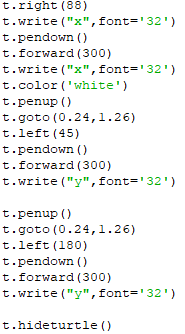 t.right(88)
t.write("x",font='32')
t.pendown()
t.forward(300)
t.write("x",font='32')
t.color('white')
t.penup()
t.goto(0.24,1.26)
t.left(45)
t.pendown()
t.forward(300)
t.write("y",font='32')
t.penup()
t.goto(0.24,1.26)
t.left(180)
t.pendown()
t.forward(300)
t.write("y",font='32')
t.hideturtle()